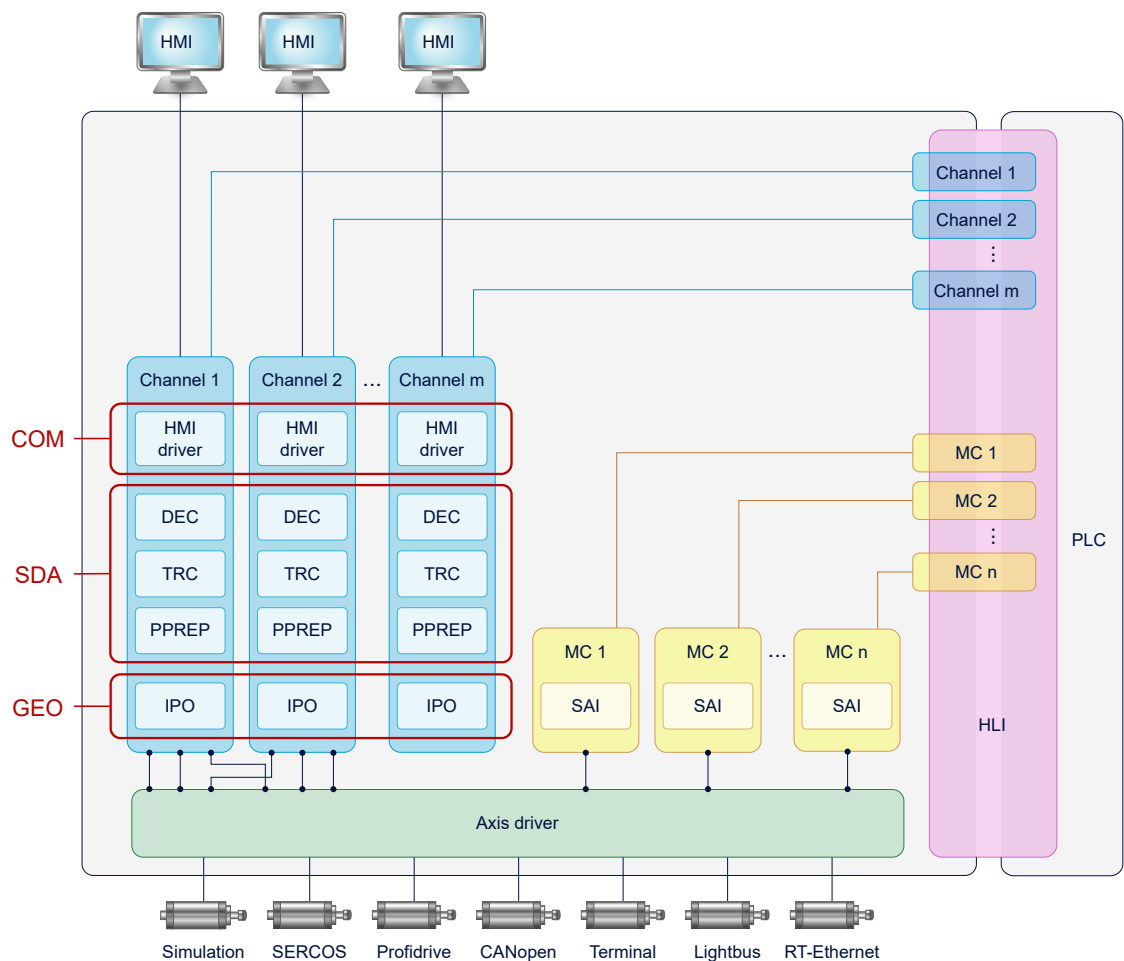 HMI
HMI
HMI
Channel 1
Channel 2
⋮
Channel m
Channel 1
Channel 2
...
Channel m
COM
HMI
driver
HMI
driver
HMI
driver
MC 1
MC 2
⋮
MC n
SDA
DEC
DEC
DEC
TRC
TRC
TRC
PPREP
PPREP
PPREP
PLC
MC 1
MC 2
...
MC n
GEO
IPO
IPO
IPO
SAI
SAI
SAI
HLI
Axis driver
Simulation
SERCOS
Profidrive
CANopen
Terminal
Lightbus
RT-Ethernet